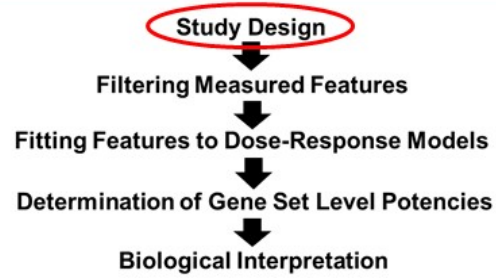 Study Design
Filtering Measured Features
Fitting Features to Dose-Response Models
Determination of Gene Set Level Potencies
Biological Interpretation